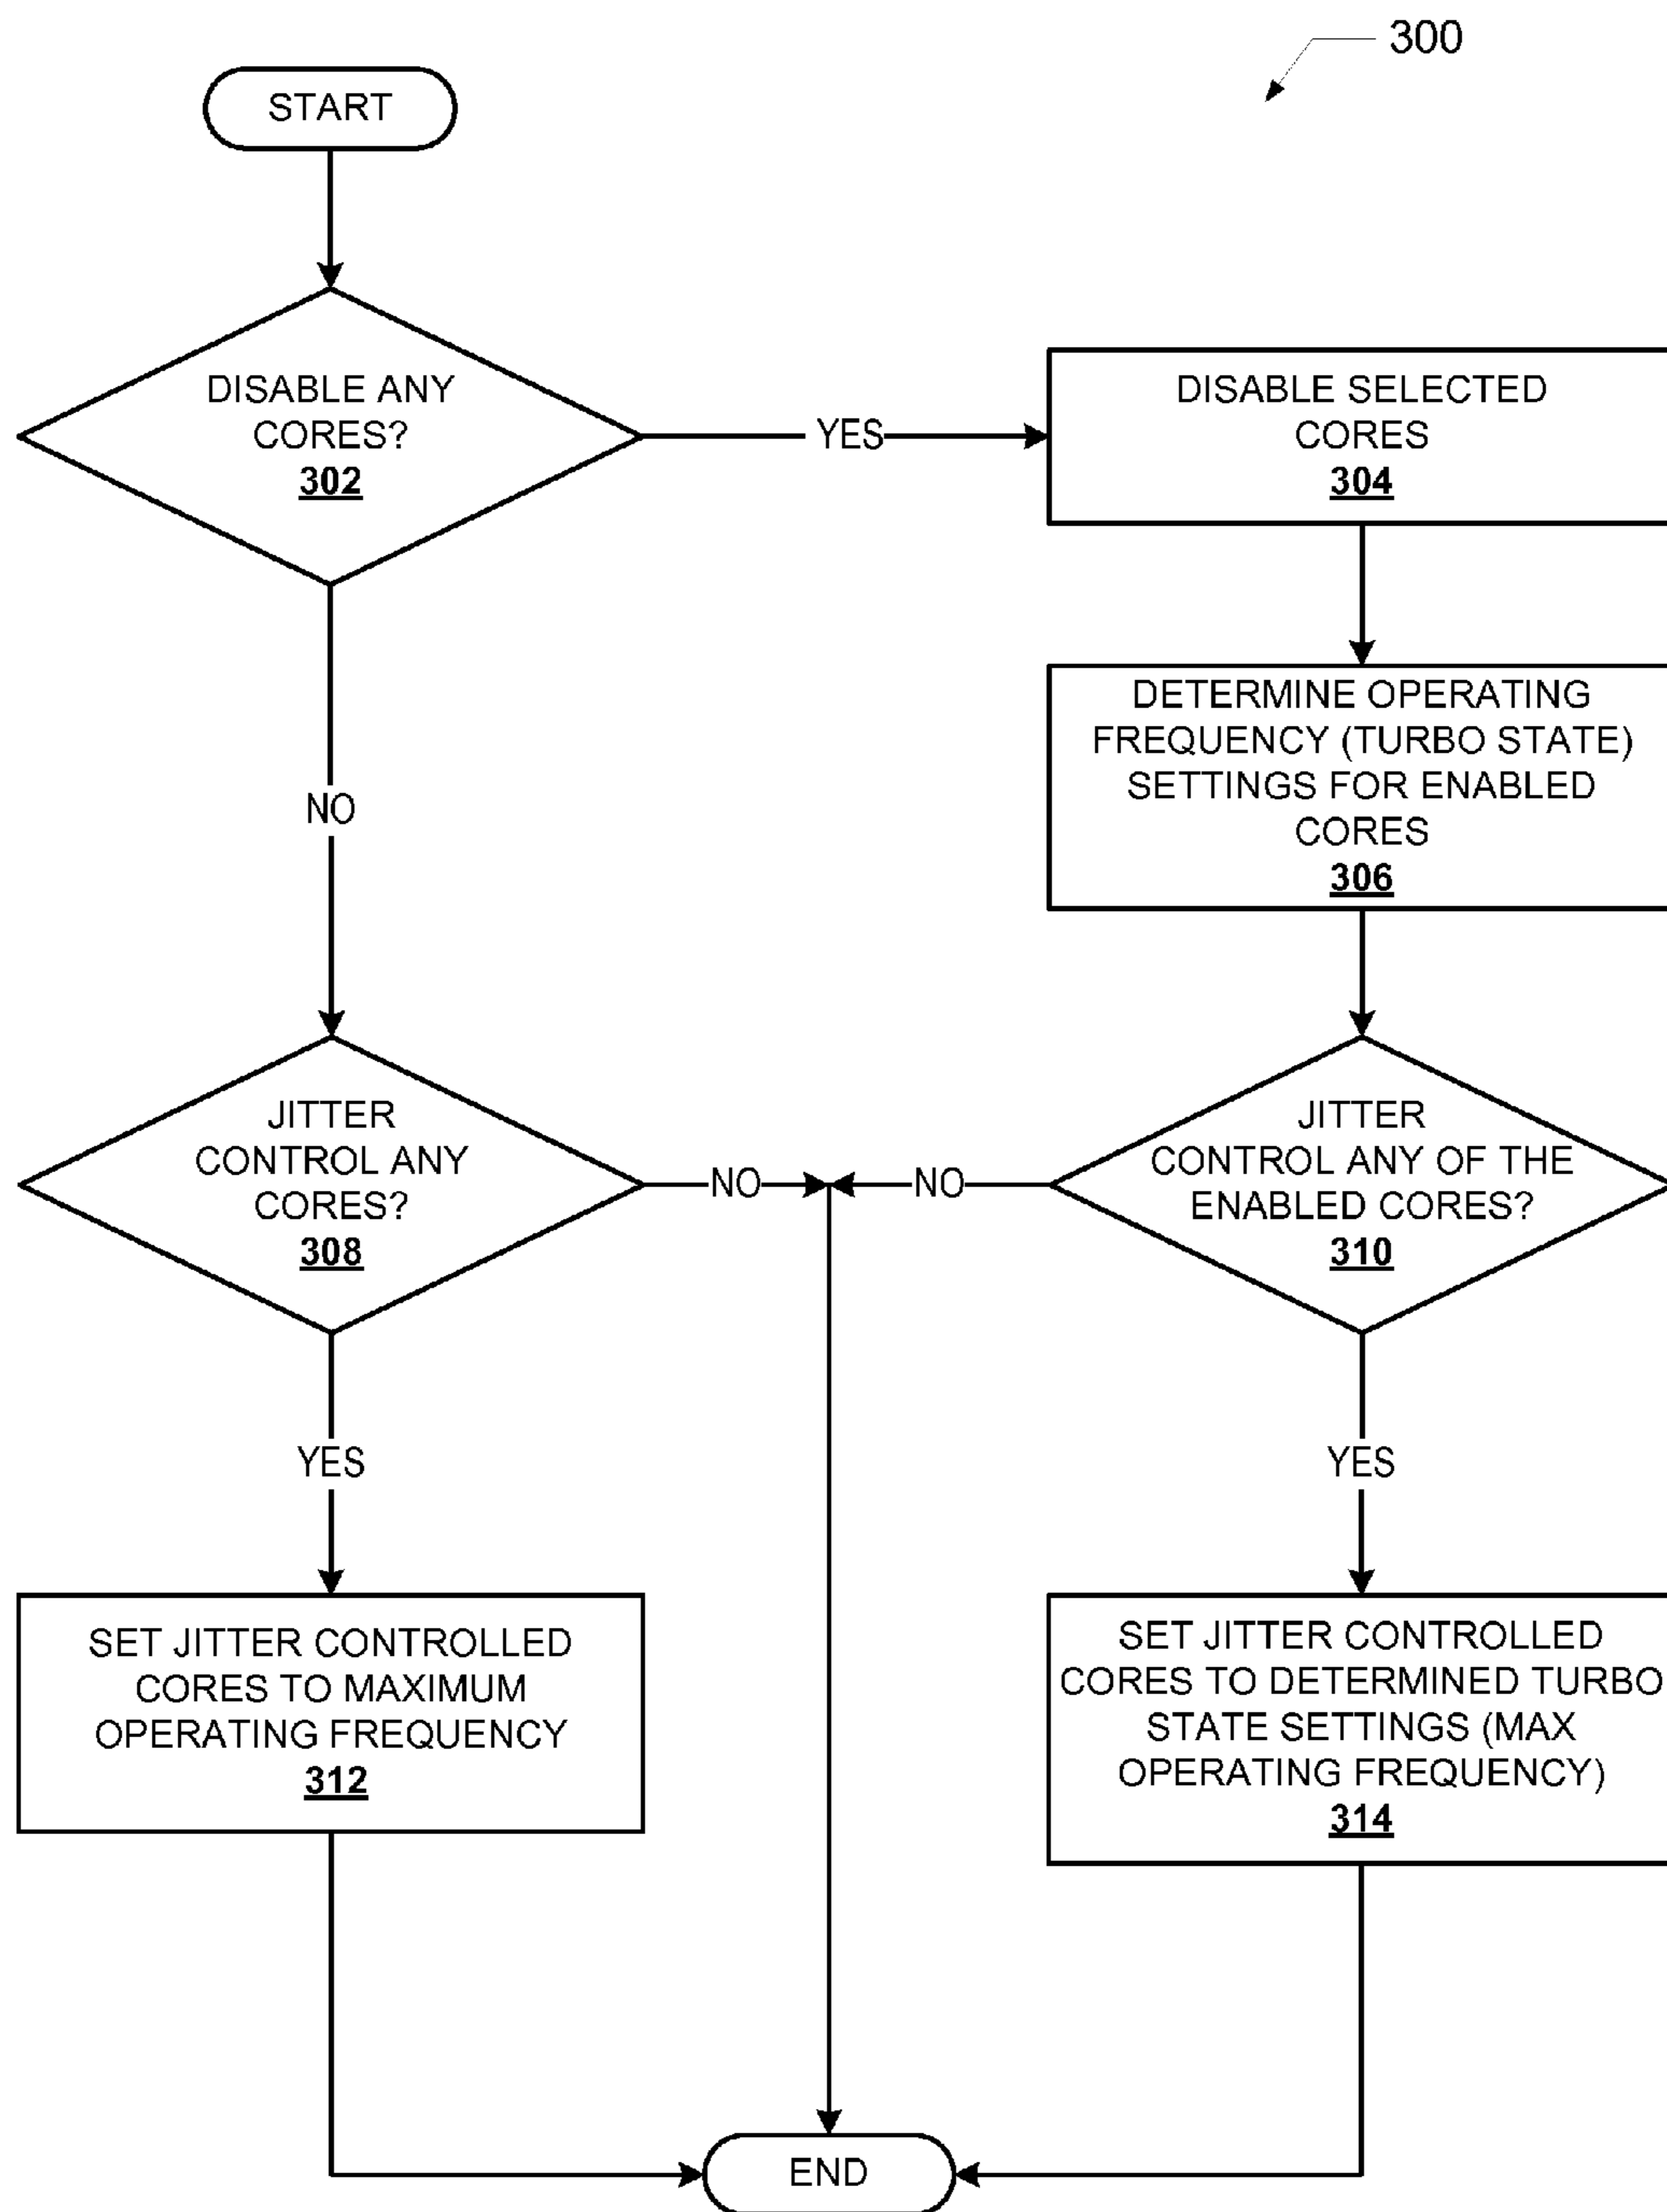 300
START
DISABLE ANY
CORES?
302
YES
DISABLE SELECTED
CORES
304
DETERMINE OPERATING
FREQUENCY (TURBO STATE)
SETTINGS FOR ENABLED
CORES
306
NO
JITTER
CONTROL ANY
CORES?
308
NO
NO
JITTER
CONTROL ANY OF THE
ENABLED CORES?
310
YES
YES
SET JITTER CONTROLLED
CORES TO MAXIMUM
OPERATING FREQUENCY
312
SET JITTER CONTROLLED
CORES TO DETERMINED TURBO
STATE SETTINGS (MAX
OPERATING FREQUENCY)
314
END